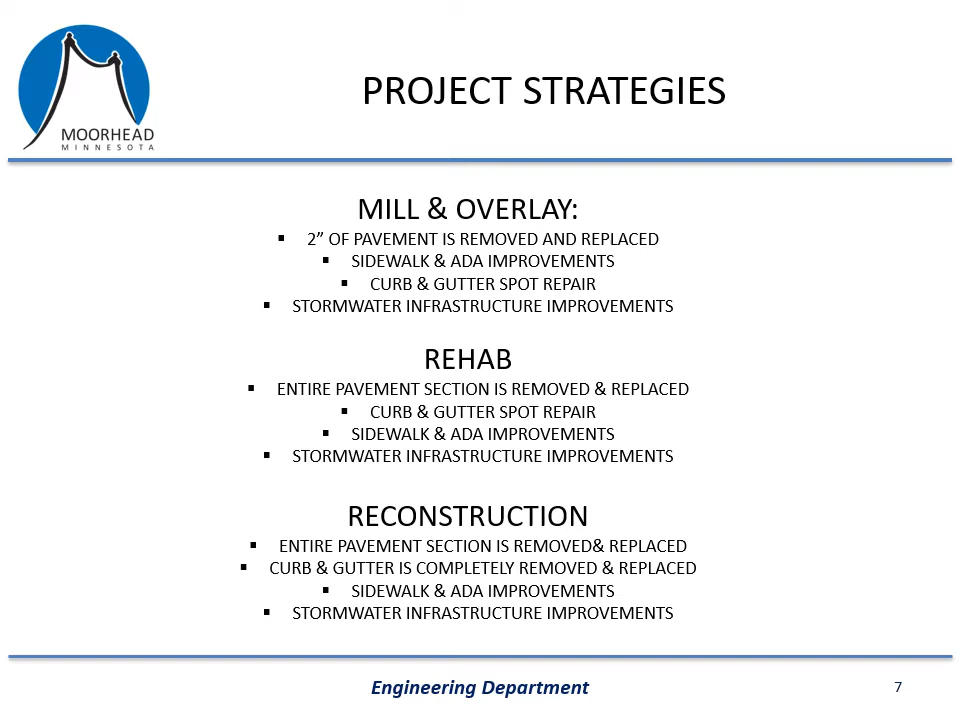 MOORHEAD
MINNESOTA
PROJECT STRATEGIES
MILL & OVERLAY:
▪ 2” OF PAVEMENT IS REMOVED AND REPLACED
▪ SIDEWALK & ADA IMPROVEMENTS
▪ CURB & GUTTER SPOT REPAIR
▪ STORMWATER INFRASTRUCTURE IMPROVEMENTS
REHAB
▪ ENTIRE PAVEMENT SECTION IS REMOVED & REPLACED
▪ CURB & GUTTER SPOT REPAIR
▪ SIDEWALK & ADA IMPROVEMENTS
▪ STORMWATER INFRASTRUCTURE IMPROVEMENTS
RECONSTRUCTION
▪ ENTIRE PAVEMENT SECTION IS REMOVED& REPLACED
▪ CURB & GUTTER IS COMPLETELY REMOVED & REPLACED
▪ SIDEWALK & ADA IMPROVEMENTS
▪ STORMWATER INFRASTRUCTURE IMPROVEMENTS
Engineering Department
7